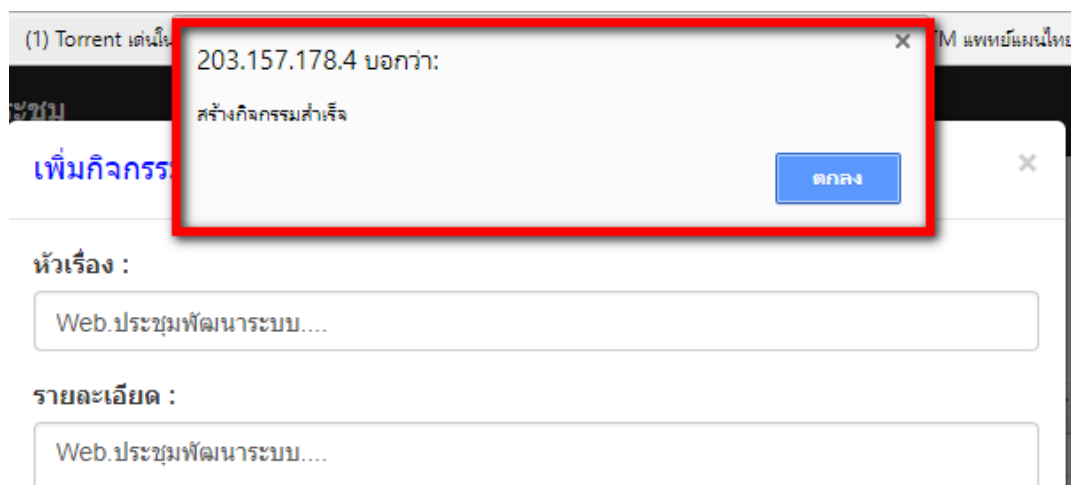 (1) Torrent เด่นใน
M แพทย์แผนไทย
203.157.178.4 บอกว่า:
สร้างกิจกรรมสำเร็จ
ตกลง
ระชุม
เพิ่มกิจกรร
หัวเรื่อง :
Web.ประชุมพัฒนาระบบ....
รายละเอียด :
Web.ประชุมพัฒนาระบบ....